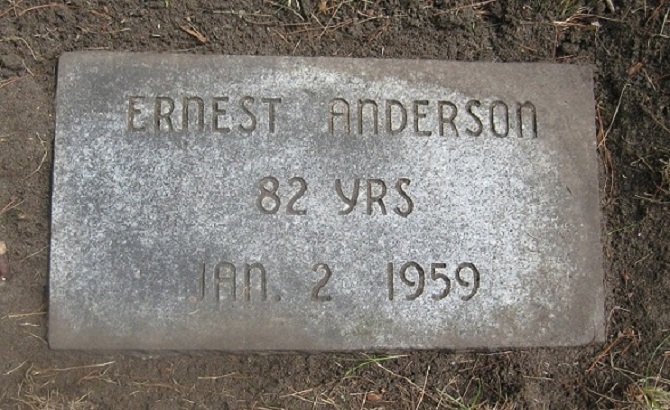 ERNEST ANDERSON
82 YRS
JAN. 2 1959